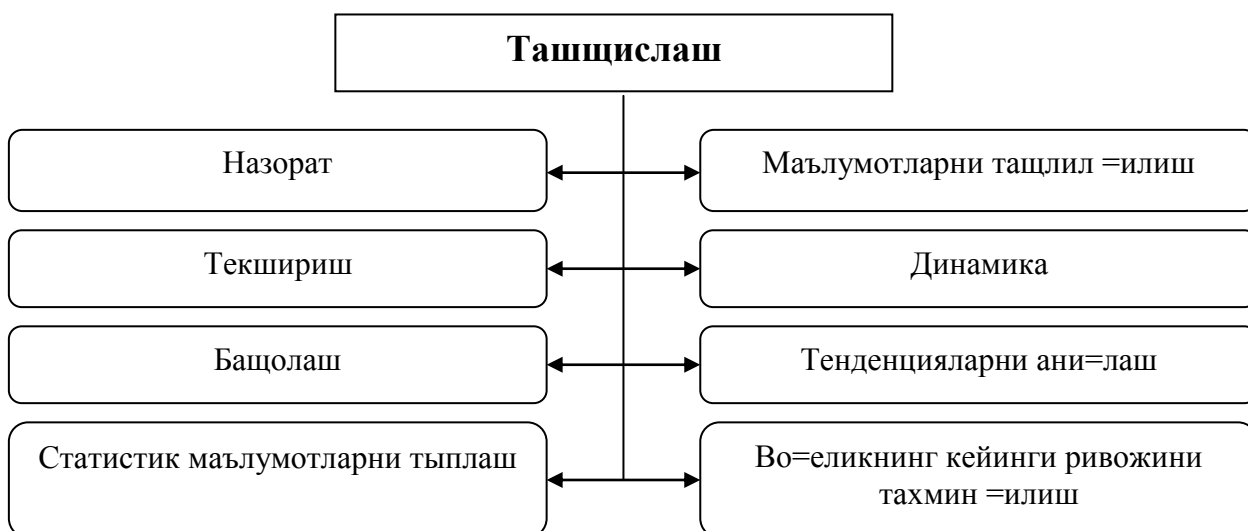 Ташщислаш
Назорат
Маълумотларни тащлил =илиш
Текшириш
Динамика
Бащолаш
Тенденцияларни ани=лаш
Статистик маълумотларни тыплаш
Во=еликнинг кейинги ривожини
тахмин =илиш